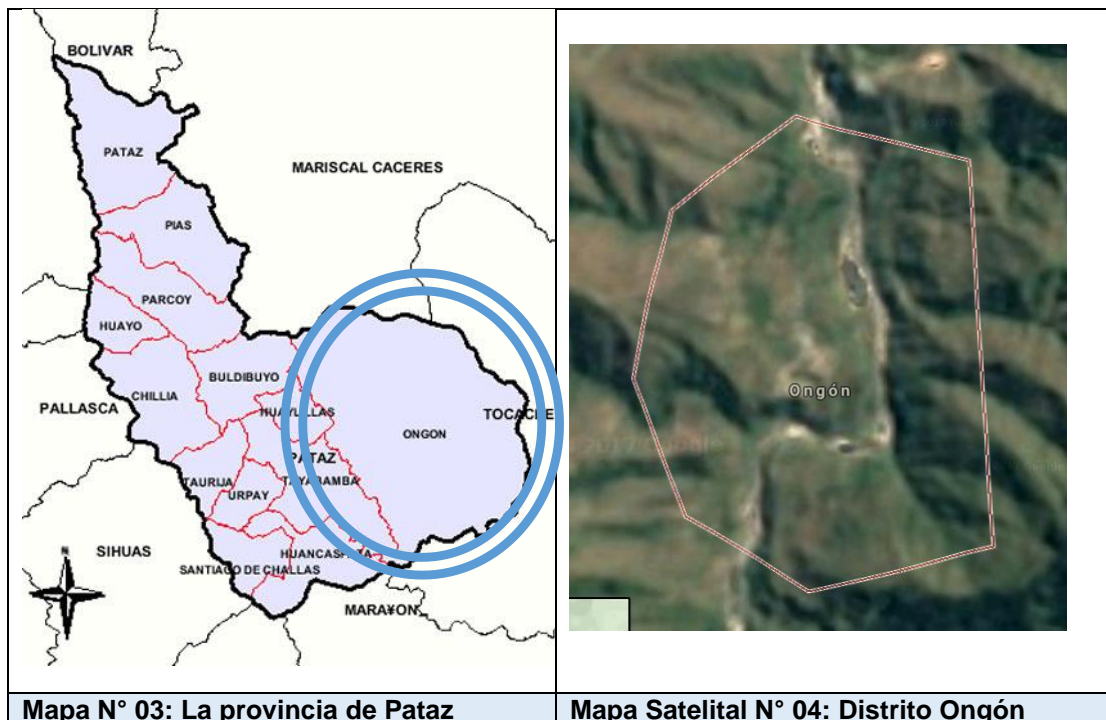 BOLIVAR
PATAZ
MARISCAL CACERES
PIAS
PARCOY
HUAYO
BULDIBUYO
CHILLIA
PALLASCA
HUAYLILLAS
TOCACHE
ONGON
PATAZ
TAURIJA
TAYABAMBA
URPAY
SIHUAS
HUANCASPATA
SANTIAGO DE CHALLAS
MARA¥ON
N
Ongón
Mapa N° 03: La provincia de Pataz
Mapa Satelital N° 04: Distrito Ongón